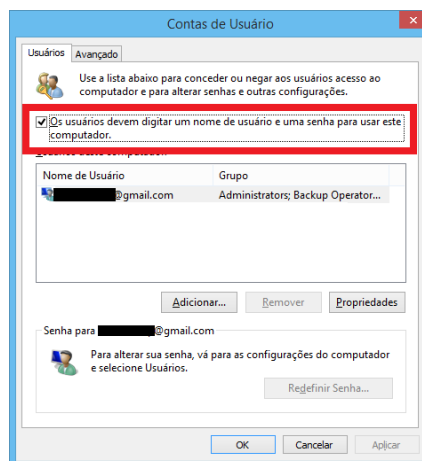 Contas de Usuário
Usuários
Avançado
Use a lista abaixo para conceder ou negar aos usuários acesso ao
computador e para alterar senhas e outras configurações.
Os usuários devem digitar um nome de usuário e uma senha para usar este
computador.
Nome de Usuário
Grupo
@gmail.com
Administrators; Backup Operator...
Adicionar...
Remover
Propriedades
Senha para @gmail.com
Para alterar sua senha, vá para as configurações do computador
e selecione Usuários.
Redefinir Senha...
OK
Cancelar
Aplicar